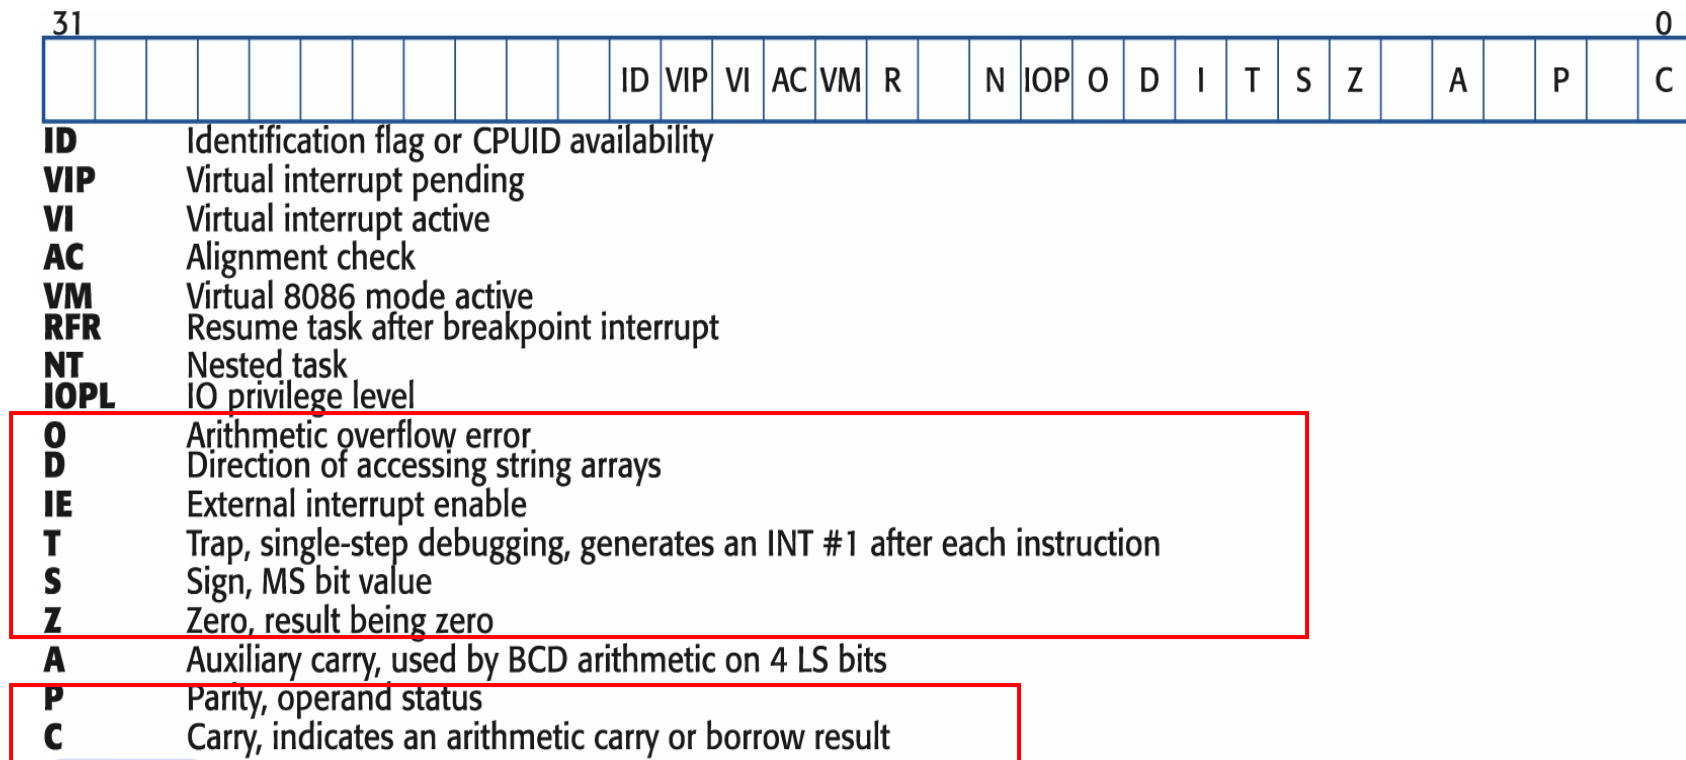 31 0
ID VIP VI AC VM R N IOP O D I T S Z A P C
ID Identification flag or CPUID availability
VIP Virtual interrupt pending
VI Virtual interrupt active
AC Alignment check
VM Virtual 8086 mode active
RFR Resume task after breakpoint interrupt
NT Nested task
IOPL IO privilege level
O Arithmetic overflow error
D Direction of accessing string arrays
IE External interrupt enable
T Trap, single-step debugging, generates an INT #1 after each instruction
S Sign, MS bit value
Z Zero, result being zero
A Auxiliary carry, used by BCD arithmetic on 4 LS bits
P Parity, operand status
C Carry, indicates an arithmetic carry or borrow result